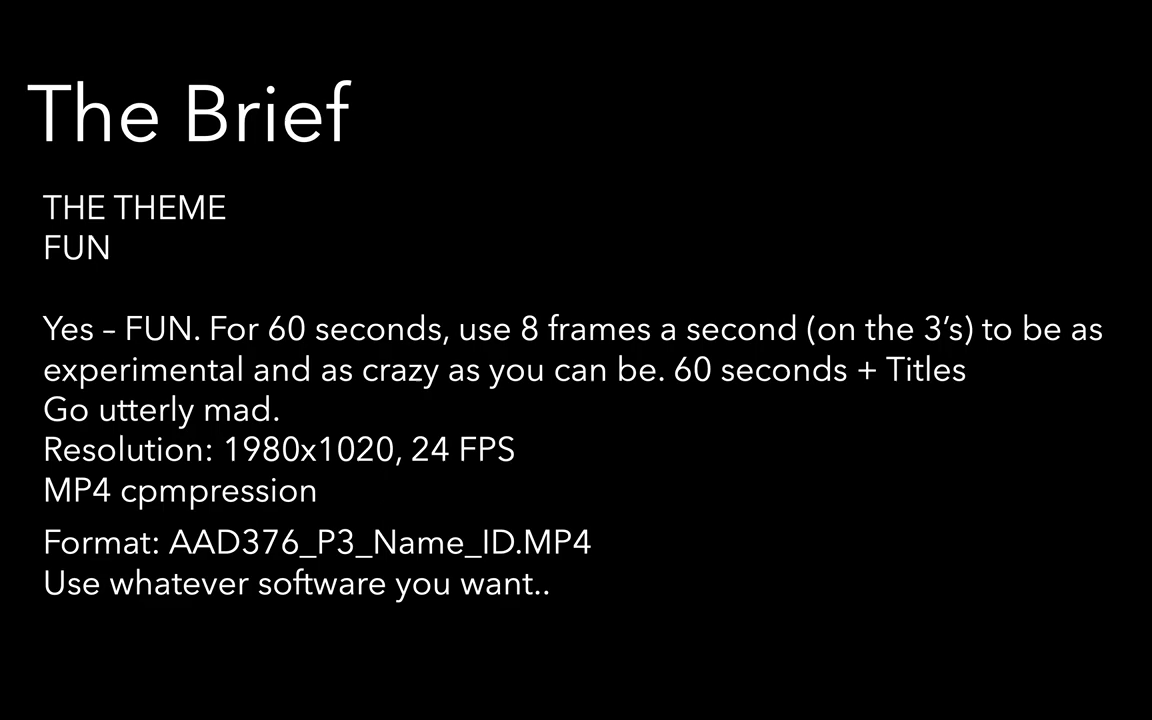 The Brief
THE THEME
FUN
Yes – FUN. For 60 seconds, use 8 frames a second (on the 3’s) to be as
experimental and as crazy as you can be. 60 seconds + Titles
Go utterly mad.
Resolution: 1980x1020, 24 FPS
MP4 cpmpression
Format: AAD376_P3_Name_ID.MP4
Use whatever software you want..